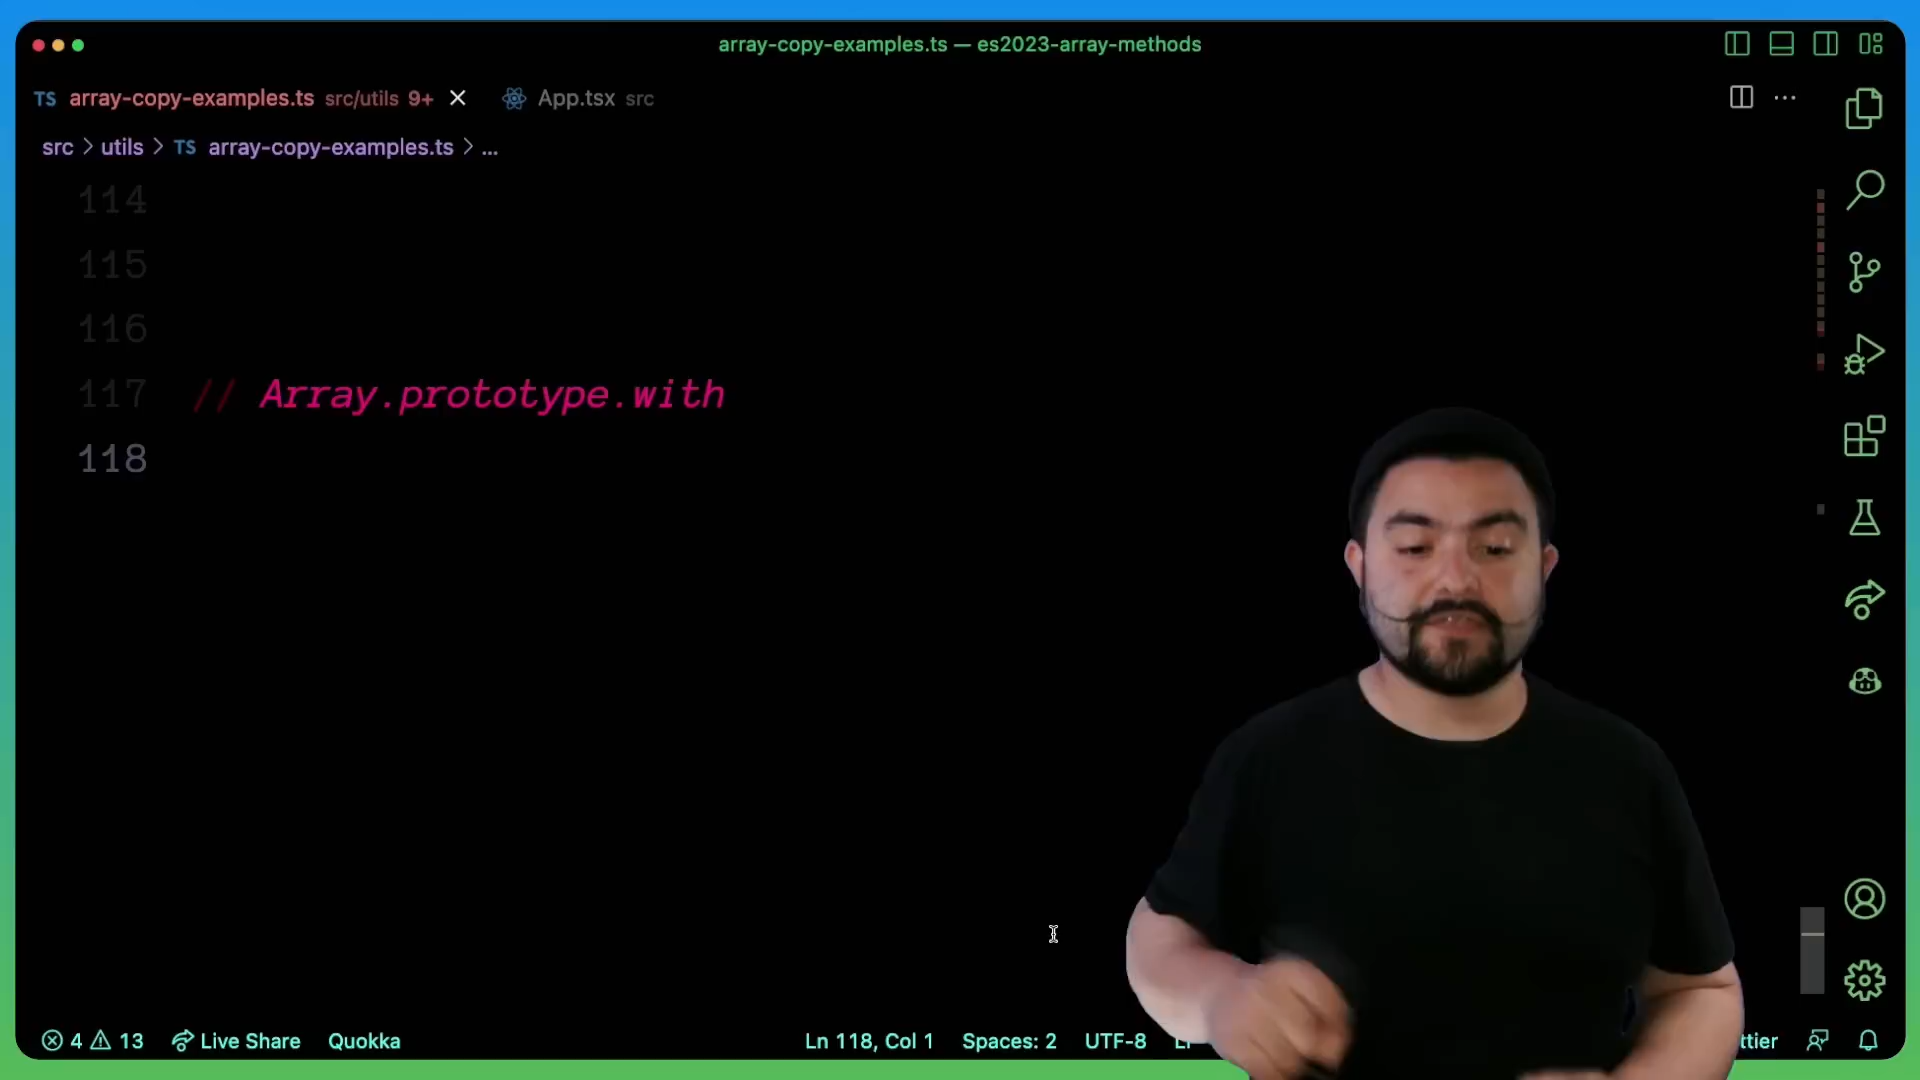 array-copy-examples.ts — es2023-array-methods
TS array-copy-examples.ts src/utils 9+ App.tsx src
src > utils > TS array-copy-examples.ts > ...
114
115
116
117 // Array.prototype.with
118
4 13 Live Share Quokka Ln 118, Col 1 Spaces: 2 UTF-8 ttier